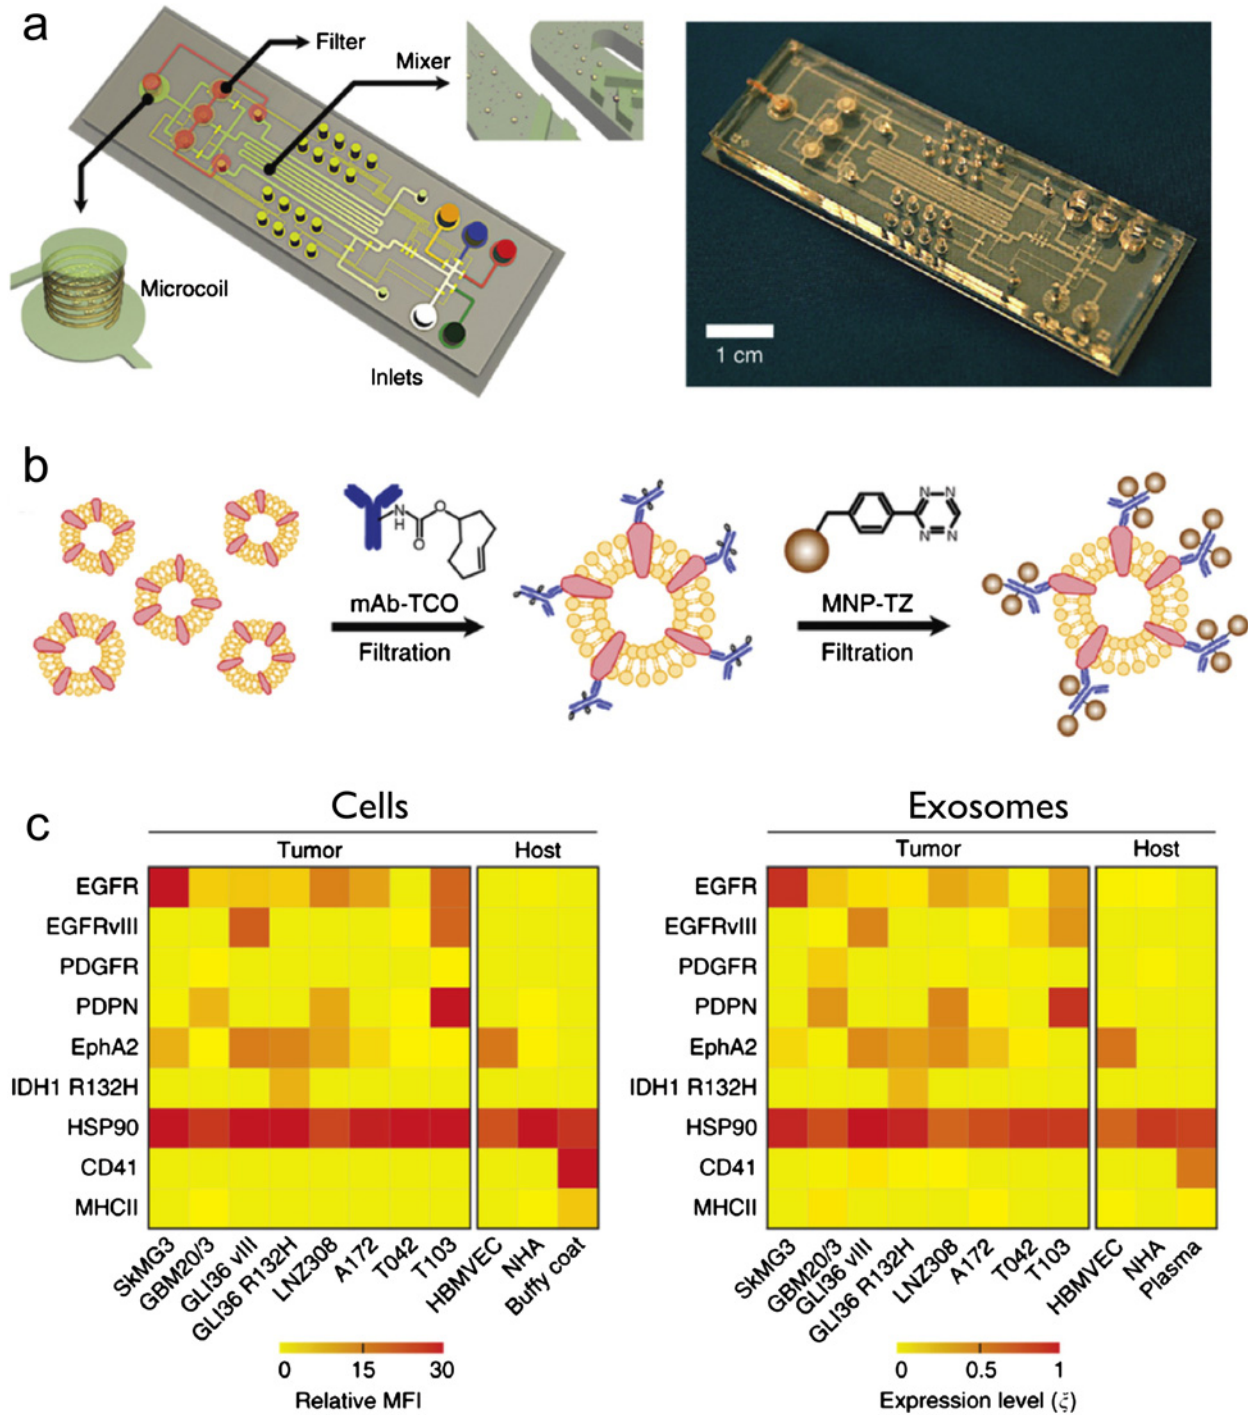 a
Filter
Mixer
Microcoil
Inlets
1 cm
b
N
H
O
O
mAb-TCO
Filtration
N
N
N
N
MNP-TZ
Filtration
c
Cells
Exosomes
Tumor
Host
Tumor
Host
EGFR
EGFRvIII
PDGFR
PDPN
EphA2
IDH1 R132H
HSP90
CD41
MHCII
SkMG3
GBM20/3
GLI36 vIII
GLI36 R132H
LNZ308
A172
T042
T103
HBMVEC
NHA
Buffy coat
0 15 30
Relative MFI
EGFR
EGFRvIII
PDGFR
PDPN
EphA2
IDH1 R132H
HSP90
CD41
MHCII
SkMG3
GBM20/3
GLI36 vIII
GLI36 R132H
LNZ308
A172
T042
T103
HBMVEC
NHA
Plasma
0 0.5 1
Expression level (ξ)